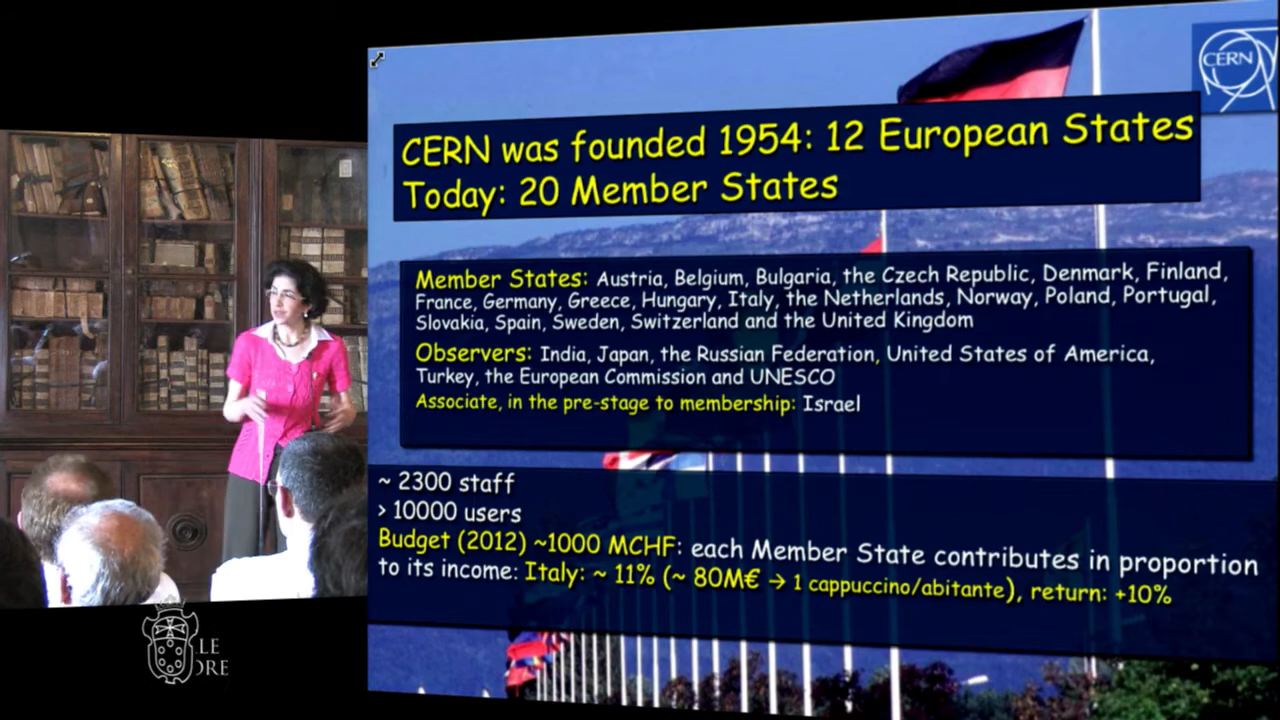 CERN
CERN was founded 1954: 12 European States
Today: 20 Member States
Member States: Austria, Belgium, Bulgaria, the Czech Republic, Denmark, Finland,
France, Germany, Greece, Hungary, Italy, the Netherlands, Norway, Poland, Portugal,
Slovakia, Spain, Sweden, Switzerland and the United Kingdom
Observers: India, Japan, the Russian Federation, United States of America,
Turkey, the European Commission and UNESCO
Associate, in the pre-stage to membership: Israel
~ 2300 staff
> 10000 users
Budget (2012) ~1000 MCHF: each Member State contributes in proportion
to its income: Italy: ~ 11% (~ 80M€ → 1 cappuccino/abitante), return: +10%
LE
ORE